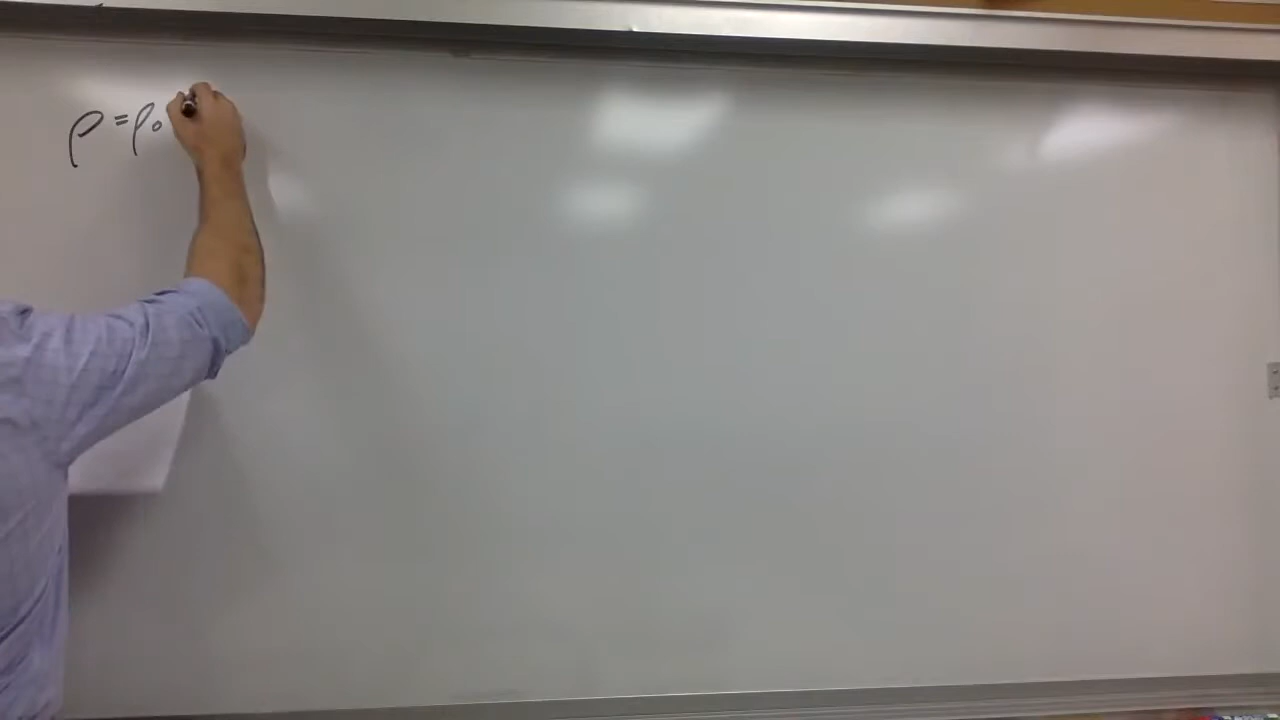 ρ = ρ₀